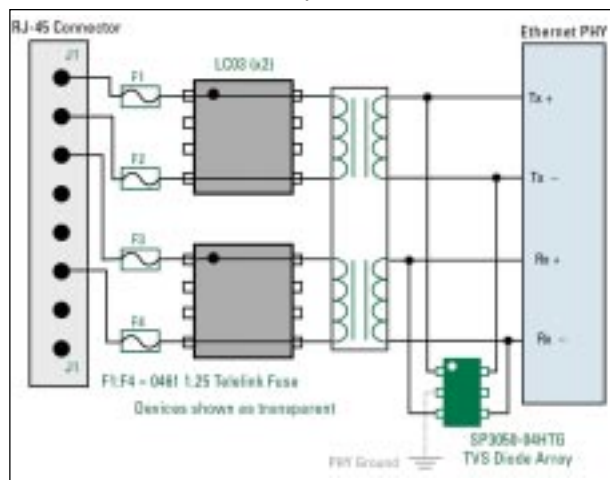 RJ-45 Connector
Ethernet PHY
J1
LC03 (x2)
F1
Tx +
F2
Tx −
F3
Rx +
F4
Rx −
J1
F1:F4 – 0461 1.25 Telelink Fuse
Devices shown as transparent
SP3050-04HTG
TVS Diode Array
PHY Ground